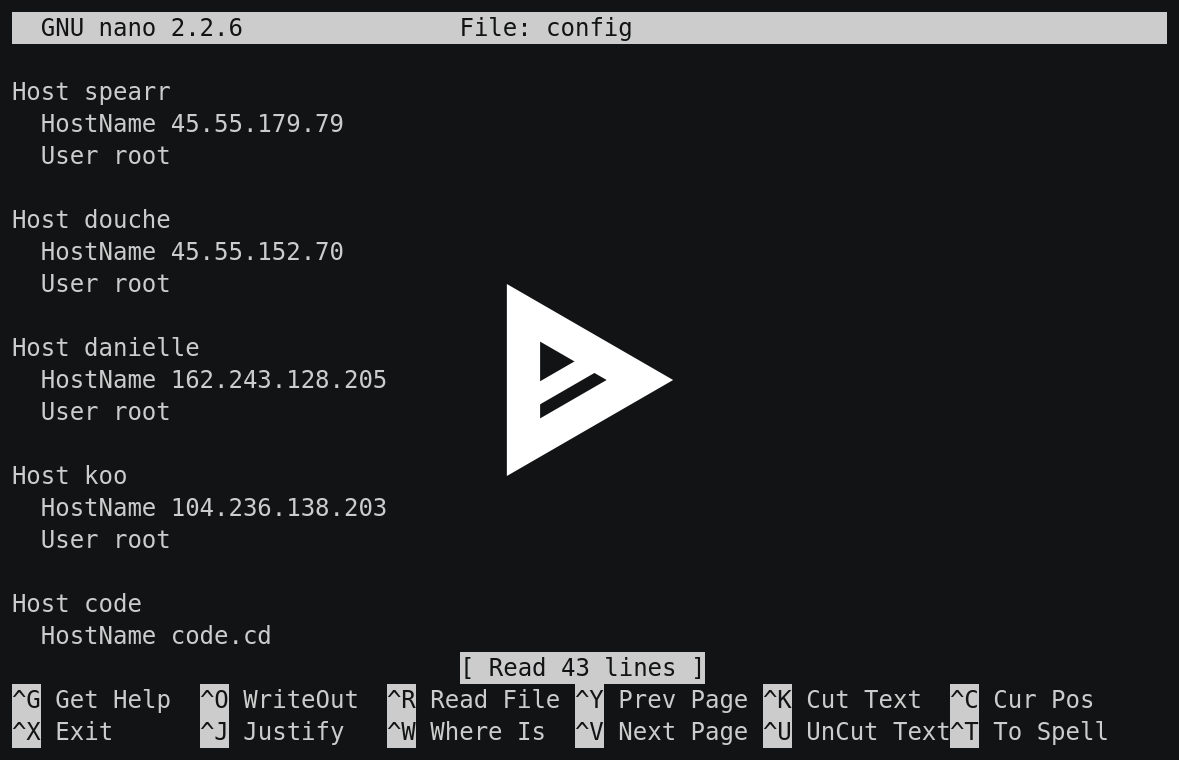 GNU nano 2.2.6 File: config
Host spearr
HostName 45.55.179.79
User root
Host douche
HostName 45.55.152.70
User root
Host danielle
HostName 162.243.128.205
User root
Host koo
HostName 104.236.138.203
User root
Host code
HostName code.cd
[ Read 43 lines ]
^G Get Help ^O WriteOut ^R Read File ^Y Prev Page ^K Cut Text ^C Cur Pos
^X Exit ^J Justify ^W Where Is ^V Next Page ^U UnCut Text^T To Spell